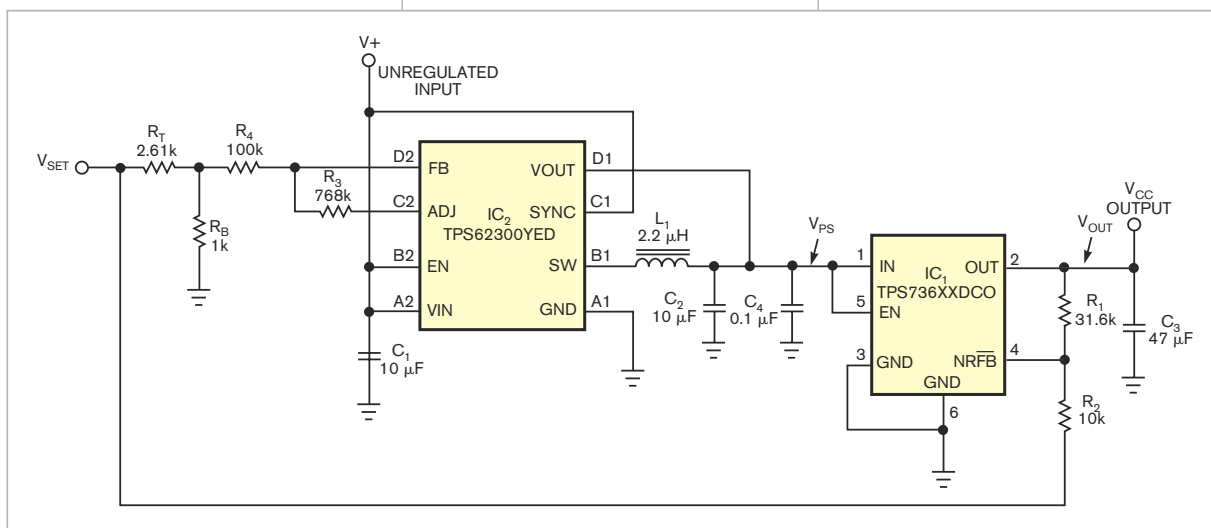 V+
UNREGULATED
INPUT
VSET
RT
2.61k
R4
100k
RB
1k
R3
768k
D2
C2
B2
A2
FB
ADJ
EN
VIN
IC2
TPS62300YED
VOUT
SYNC
SW
GND
D1
C1
B1
A1
C1
10 µF
L1
2.2 µH
C2
10 µF
C4
0.1 µF
VPS
1
5
3
IN
EN
GND
IC1
TPS736XXDCO
OUT
NRFB
GND
2
4
6
VCC
OUTPUT
VOUT
R1
31.6k
C3
47 µF
R2
10k